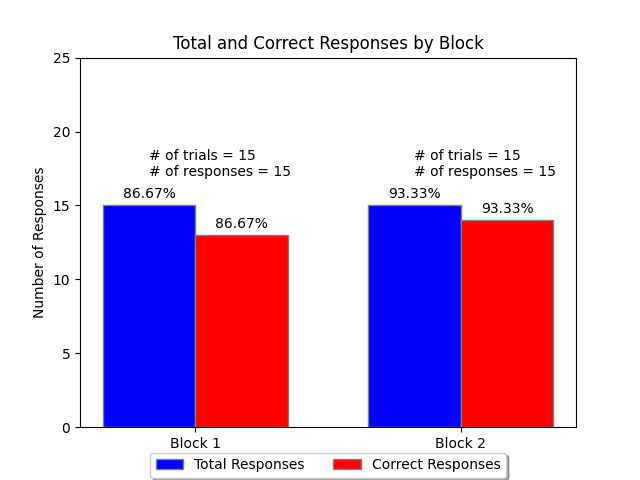 Total and Correct Responses by Block
Number of Responses
25
20
15
10
5
0
# of trials = 15
# of responses = 15
86.67%
86.67%
# of trials = 15
# of responses = 15
93.33%
93.33%
Block 1
Block 2
Total Responses
Correct Responses